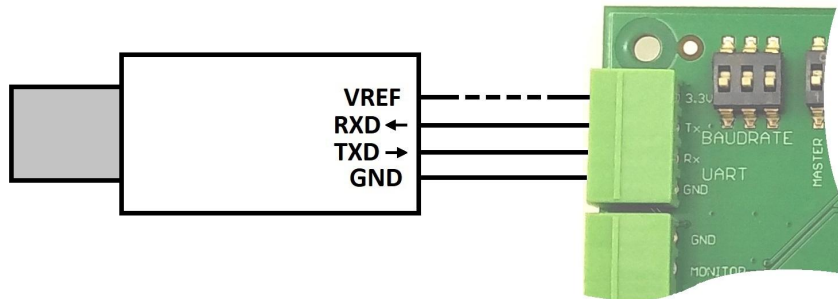 VREF
RXD ←
TXD →
GND
3.3V
Tx
BAUDRATE
Rx
UART
GND
MASTER
GND
MONITOR